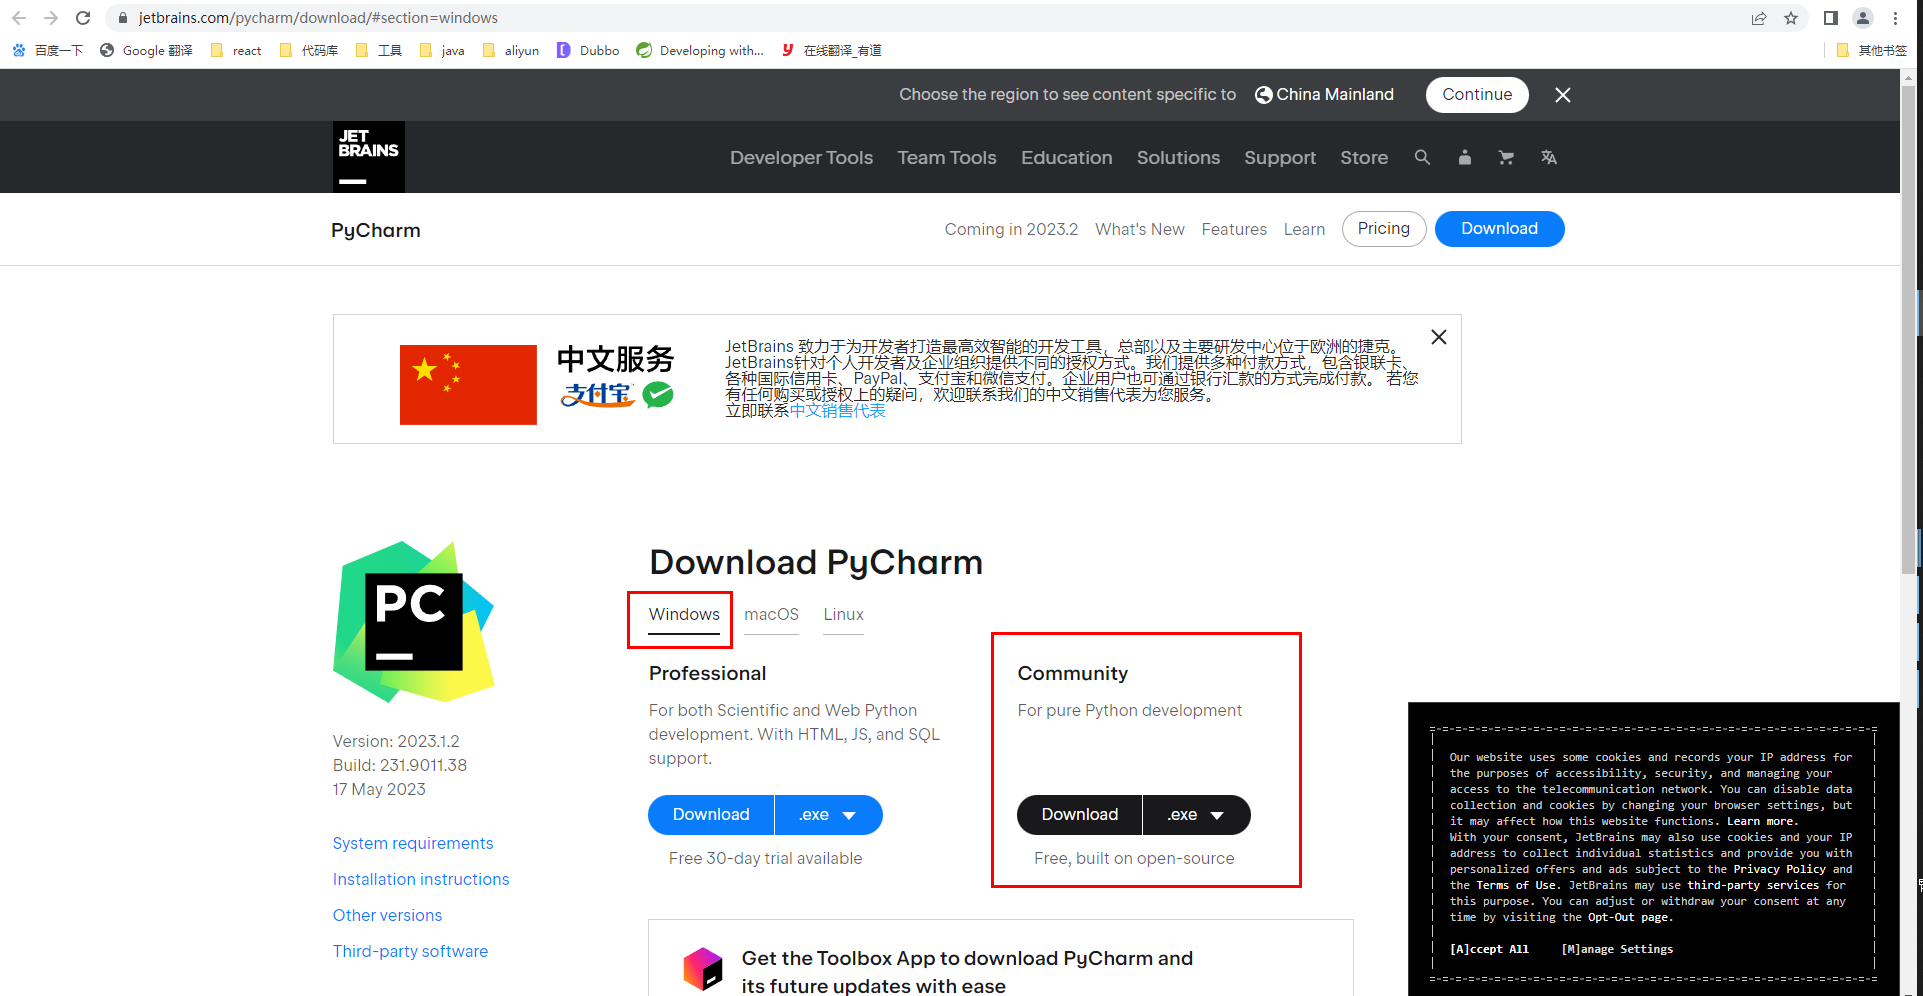 jetbrains.com/pycharm/download/#section=windows
百度一下 Google 翻译 react 代码库 工具 java aliyun Dubbo Developing with... 在线翻译_有道 其他书签
Choose the region to see content specific to China Mainland Continue
JET
BRAINS
Developer Tools Team Tools Education Solutions Support Store
PyCharm Coming in 2023.2 What's New Features Learn Pricing Download
中文服务
支付宝
JetBrains 致力于为开发者打造最高效智能的开发工具，总部以及主要研发中心位于欧洲的捷克。
JetBrains针对个人开发者及企业组织提供不同的授权方式。我们提供多种付款方式，包含银联卡、
各种国际信用卡、PayPal、支付宝和微信支付。企业用户也可通过银行汇款的方式完成付款。 若您
有任何购买或授权上的疑问，欢迎联系我们的中文销售代表为您服务。
立即联系中文销售代表
PC
Version: 2023.1.2
Build: 231.9011.38
17 May 2023
System requirements
Installation instructions
Other versions
Third-party software
Download PyCharm
Windows macOS Linux
Professional
For both Scientific and Web Python
development. With HTML, JS, and SQL
support.
Download .exe
Free 30-day trial available
Community
For pure Python development
Download .exe
Free, built on open-source
Get the Toolbox App to download PyCharm and
its future updates with ease
Our website uses some cookies and records your IP address for
the purposes of accessibility, security, and managing your
access to the telecommunication network. You can disable data
collection and cookies by changing your browser settings, but
it may affect how this website functions. Learn more.
With your consent, JetBrains may also use cookies and your IP
address to collect individual statistics and provide you with
personalized offers and ads subject to the Privacy Policy and
the Terms of Use. JetBrains may use third-party services for
this purpose. You can adjust or withdraw your consent at any
time by visiting the Opt-Out page.
[A]ccept All [M]anage Settings